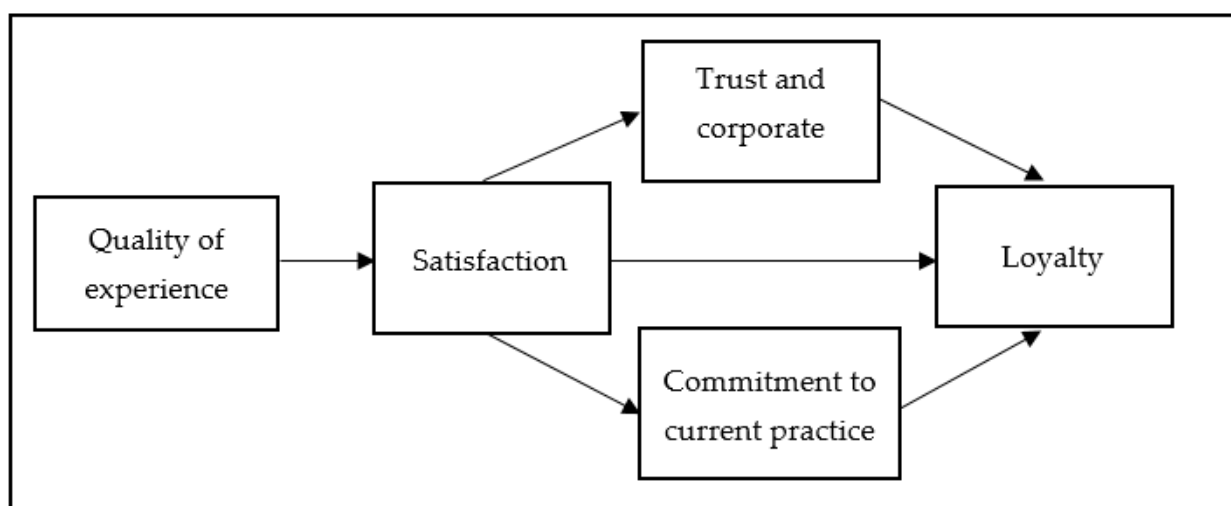 Quality of
experience
Satisfaction
Trust and
corporate
Commitment to
current practice
Loyalty